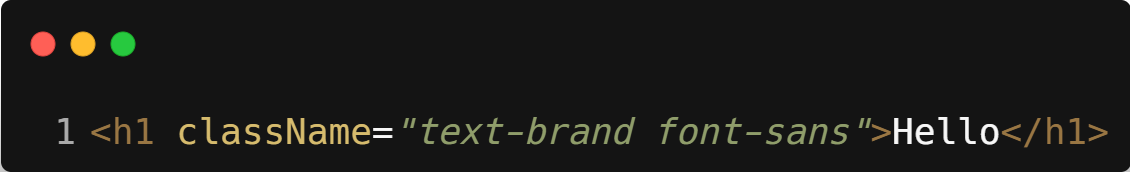 1 <h1 className="text-brand font-sans">Hello</h1>